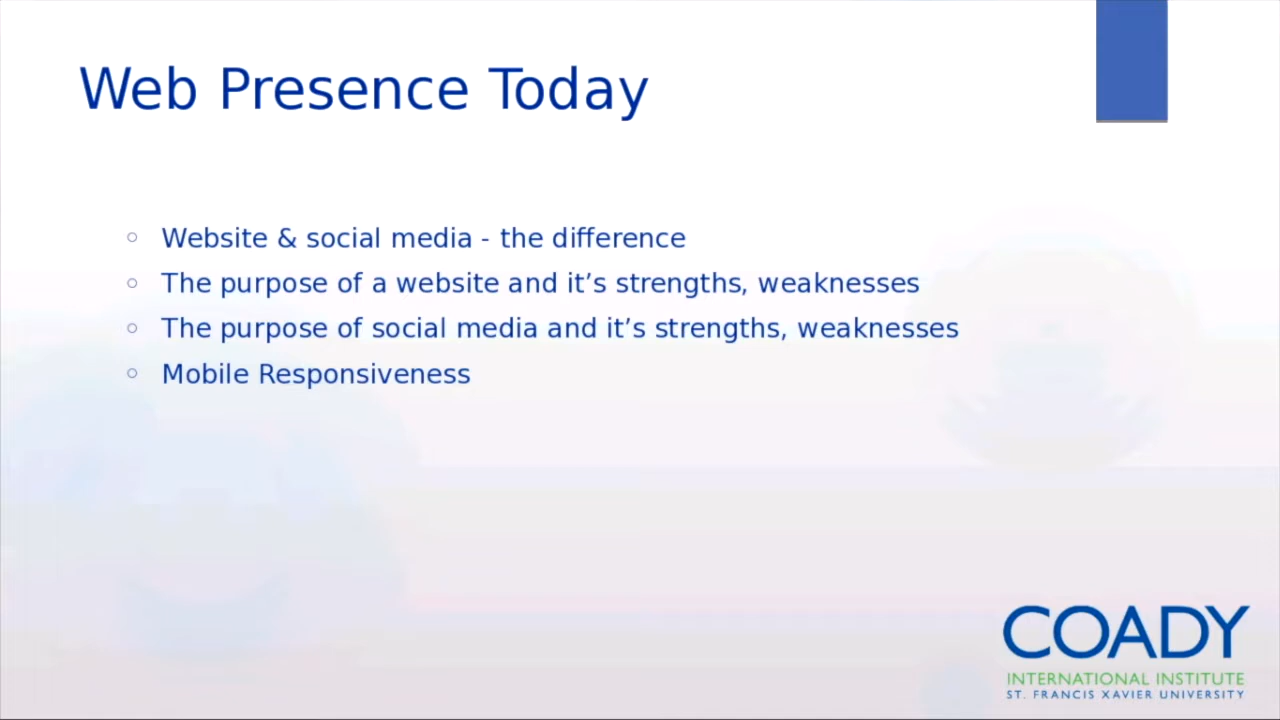 Web Presence Today
Website & social media - the difference
The purpose of a website and it’s strengths, weaknesses
The purpose of social media and it’s strengths, weaknesses
Mobile Responsiveness
COADY
INTERNATIONAL INSTITUTE
ST. FRANCIS XAVIER UNIVERSITY